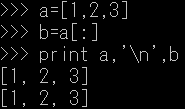 >>> a=[1,2,3]
>>> b=a[:]
>>> print a,'\n',b
[1, 2, 3]
[1, 2, 3]